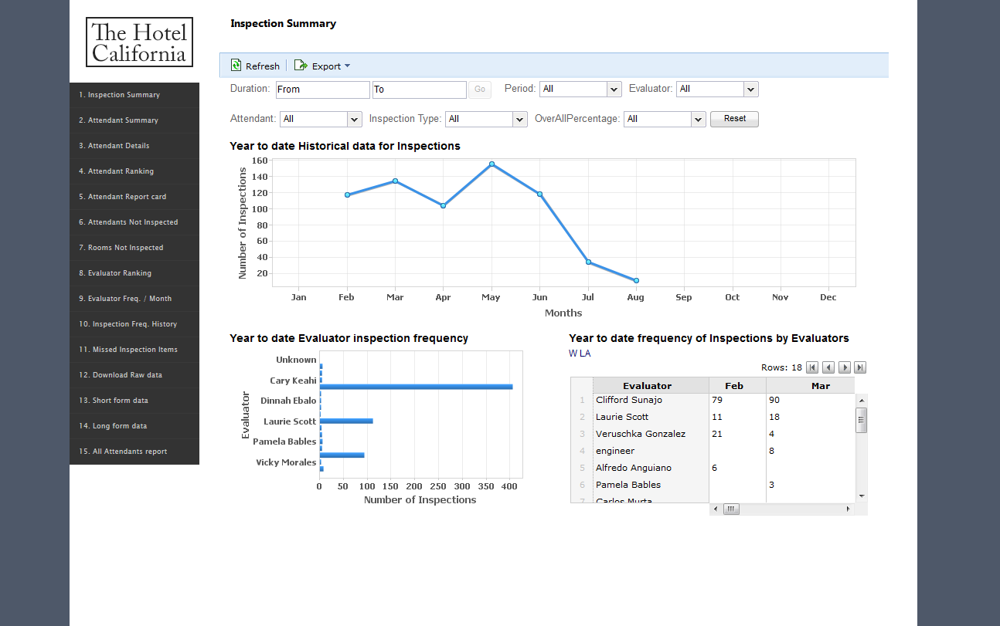 The Hotel
California
Inspection Summary
Refresh
Export
Duration: From To Go Period: All Evaluator: All
Attendant: All Inspection Type: All OverAllPercentage: All Reset
1. Inspection Summary
2. Attendant Summary
3. Attendant Details
4. Attendant Ranking
5. Attendant Report card
6. Attendants Not Inspected
7. Rooms Not Inspected
8. Evaluator Ranking
9. Evaluator Freq. / Month
10. Inspection Freq. History
11. Missed Inspection Items
12. Download Raw data
13. Short form data
14. Long form data
15. All Attendants report
Year to date Historical data for Inspections
Number of Inspections
160
140
120
100
80
60
40
20
Jan Feb Mar Apr May Jun Jul Aug Sep Oct Nov Dec
Months
Year to date Evaluator inspection frequency
Evaluator
Unknown
Cary Keahi
Dinnah Ebalo
Laurie Scott
Pamela Bables
Vicky Morales
0 50 100 150 200 250 300 350 400
Number of Inspections
Year to date frequency of Inspections by Evaluators
W LA
Rows: 18
Evaluator Feb Mar
1 Clifford Sunajo 79 90
2 Laurie Scott 11 18
3 Veruschka Gonzalez 21 4
4 engineer 8
5 Alfredo Anguiano 6
6 Pamela Bables 3
7 Carlos Murta